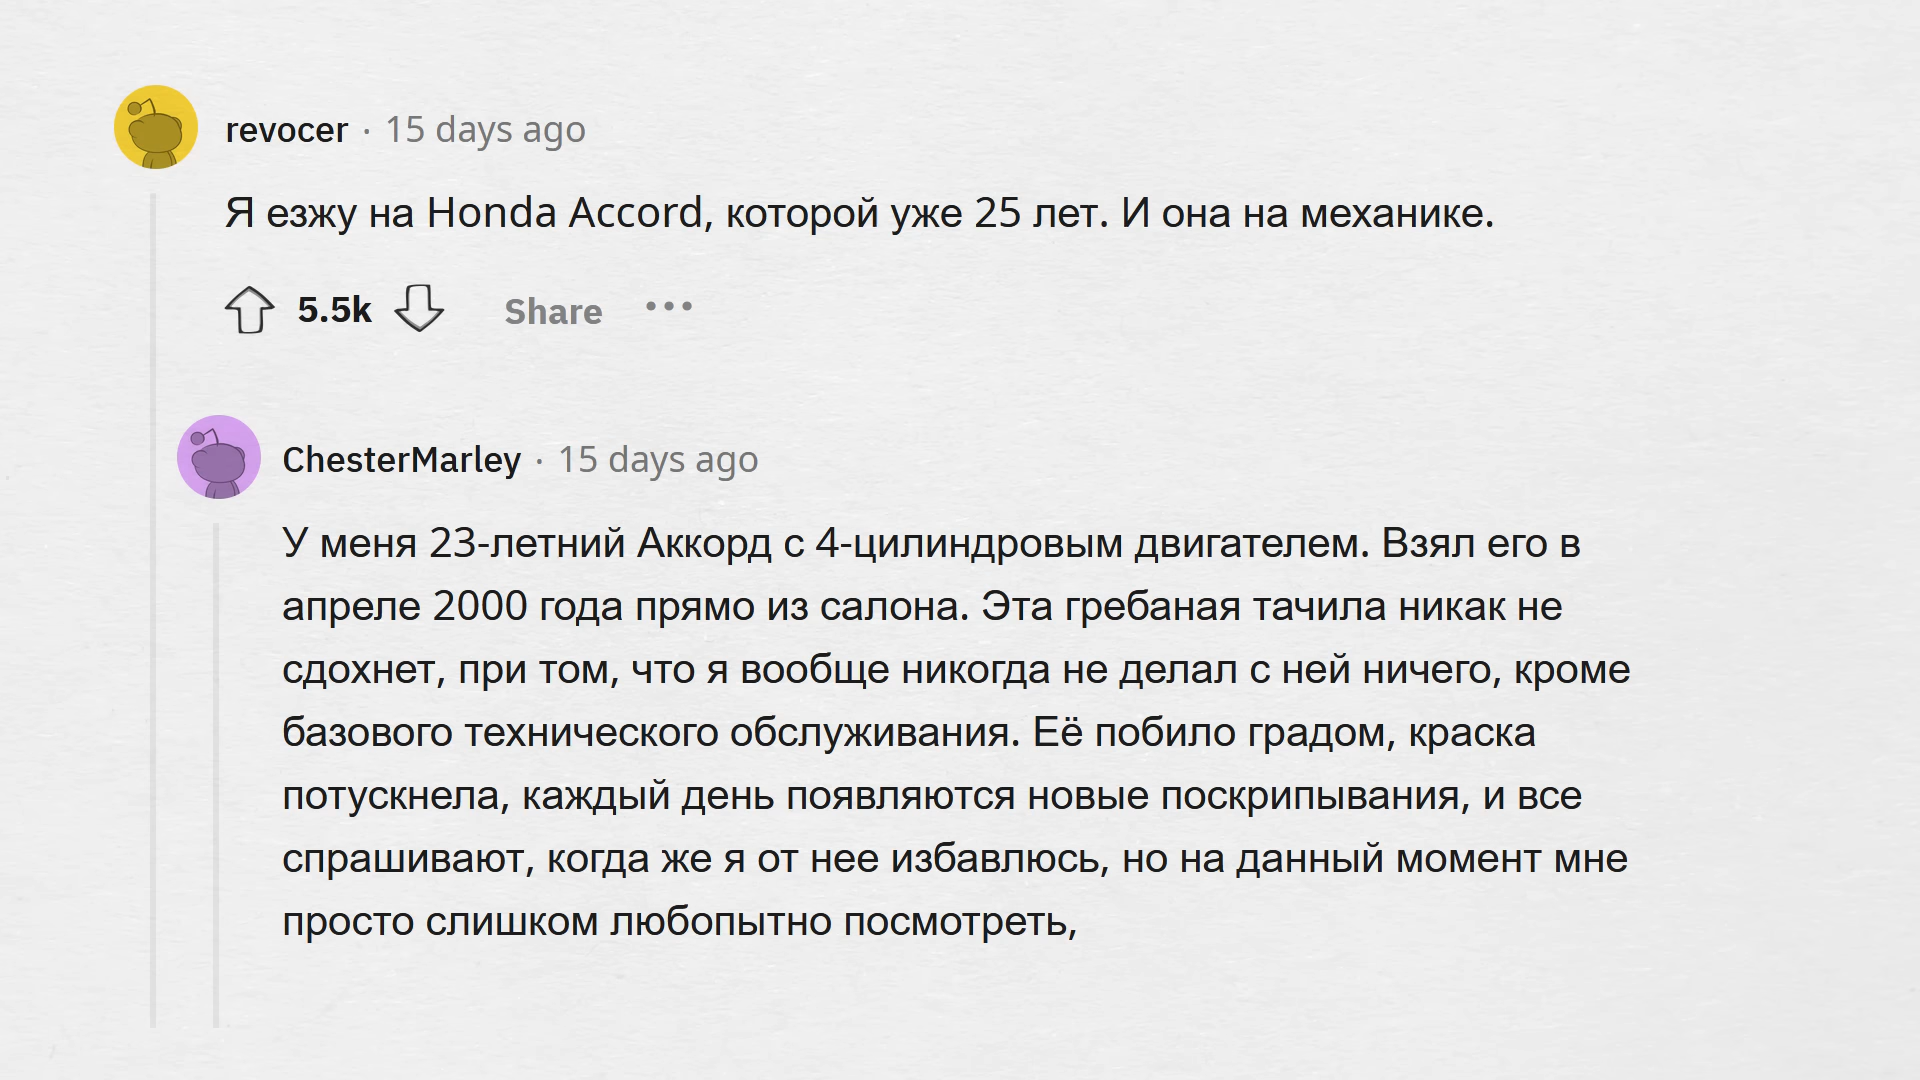 revocer · 15 days ago
Я езжу на Honda Accord, которой уже 25 лет. И она на механике.
5.5k Share •••
ChesterMarley · 15 days ago
У меня 23-летний Аккорд с 4-цилиндровым двигателем. Взял его в
апреле 2000 года прямо из салона. Эта гребаная тачила никак не
сдохнет, при том, что я вообще никогда не делал с ней ничего, кроме
базового технического обслуживания. Её побило градом, краска
потускнела, каждый день появляются новые поскрипывания, и все
спрашивают, когда же я от нее избавлюсь, но на данный момент мне
просто слишком любопытно посмотреть,